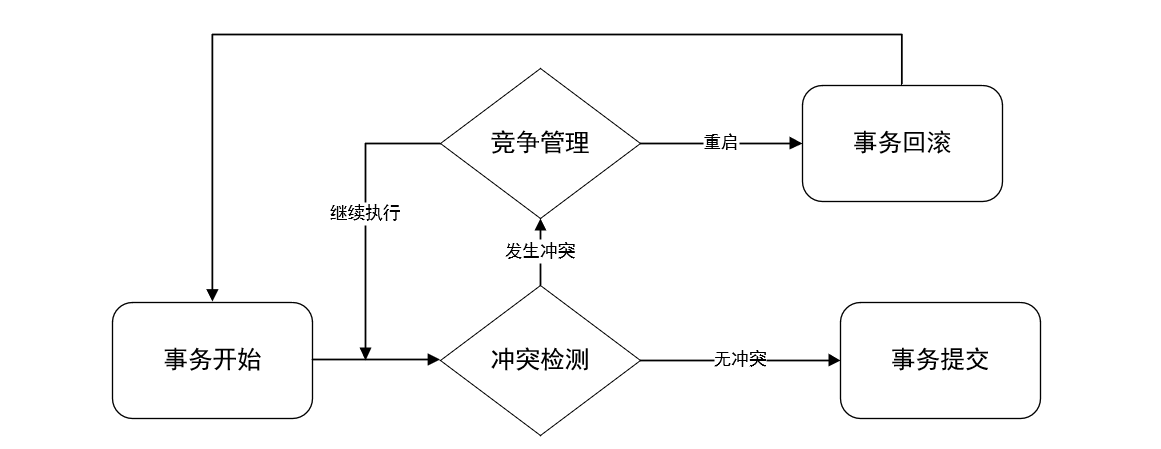 竞争管理
重启
事务回滚
继续执行
发生冲突
事务开始
冲突检测
无冲突
事务提交